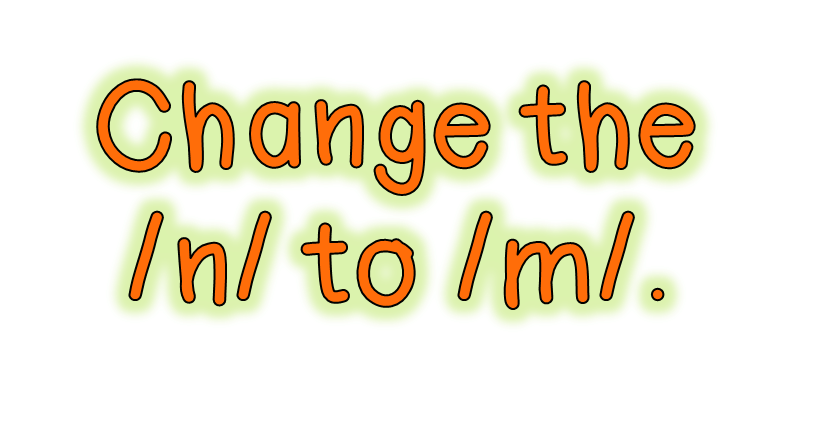 Change the
/n/ to /m/.